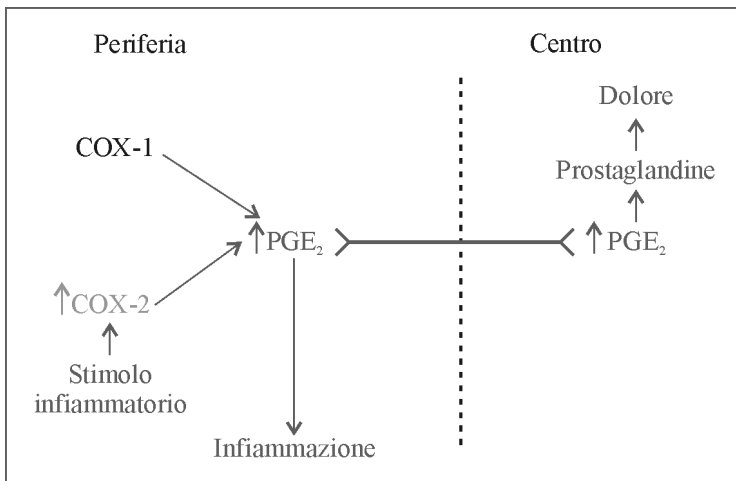 Periferia
Centro
Dolore
COX-1
Prostaglandine
↑PGE₂
↑PGE₂
↑COX-2
Stimolo
infiammatorio
Infiammazione